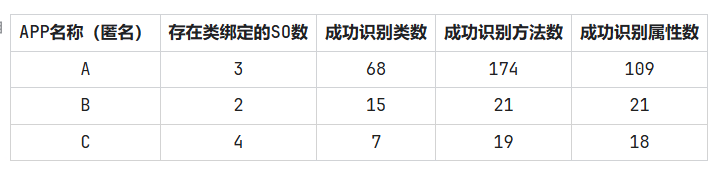 APP名称（匿名） 存在类绑定的SO数 成功识别类数 成功识别方法数 成功识别属性数
A 3 68 174 109
B 2 15 21 21
C 4 7 19 18